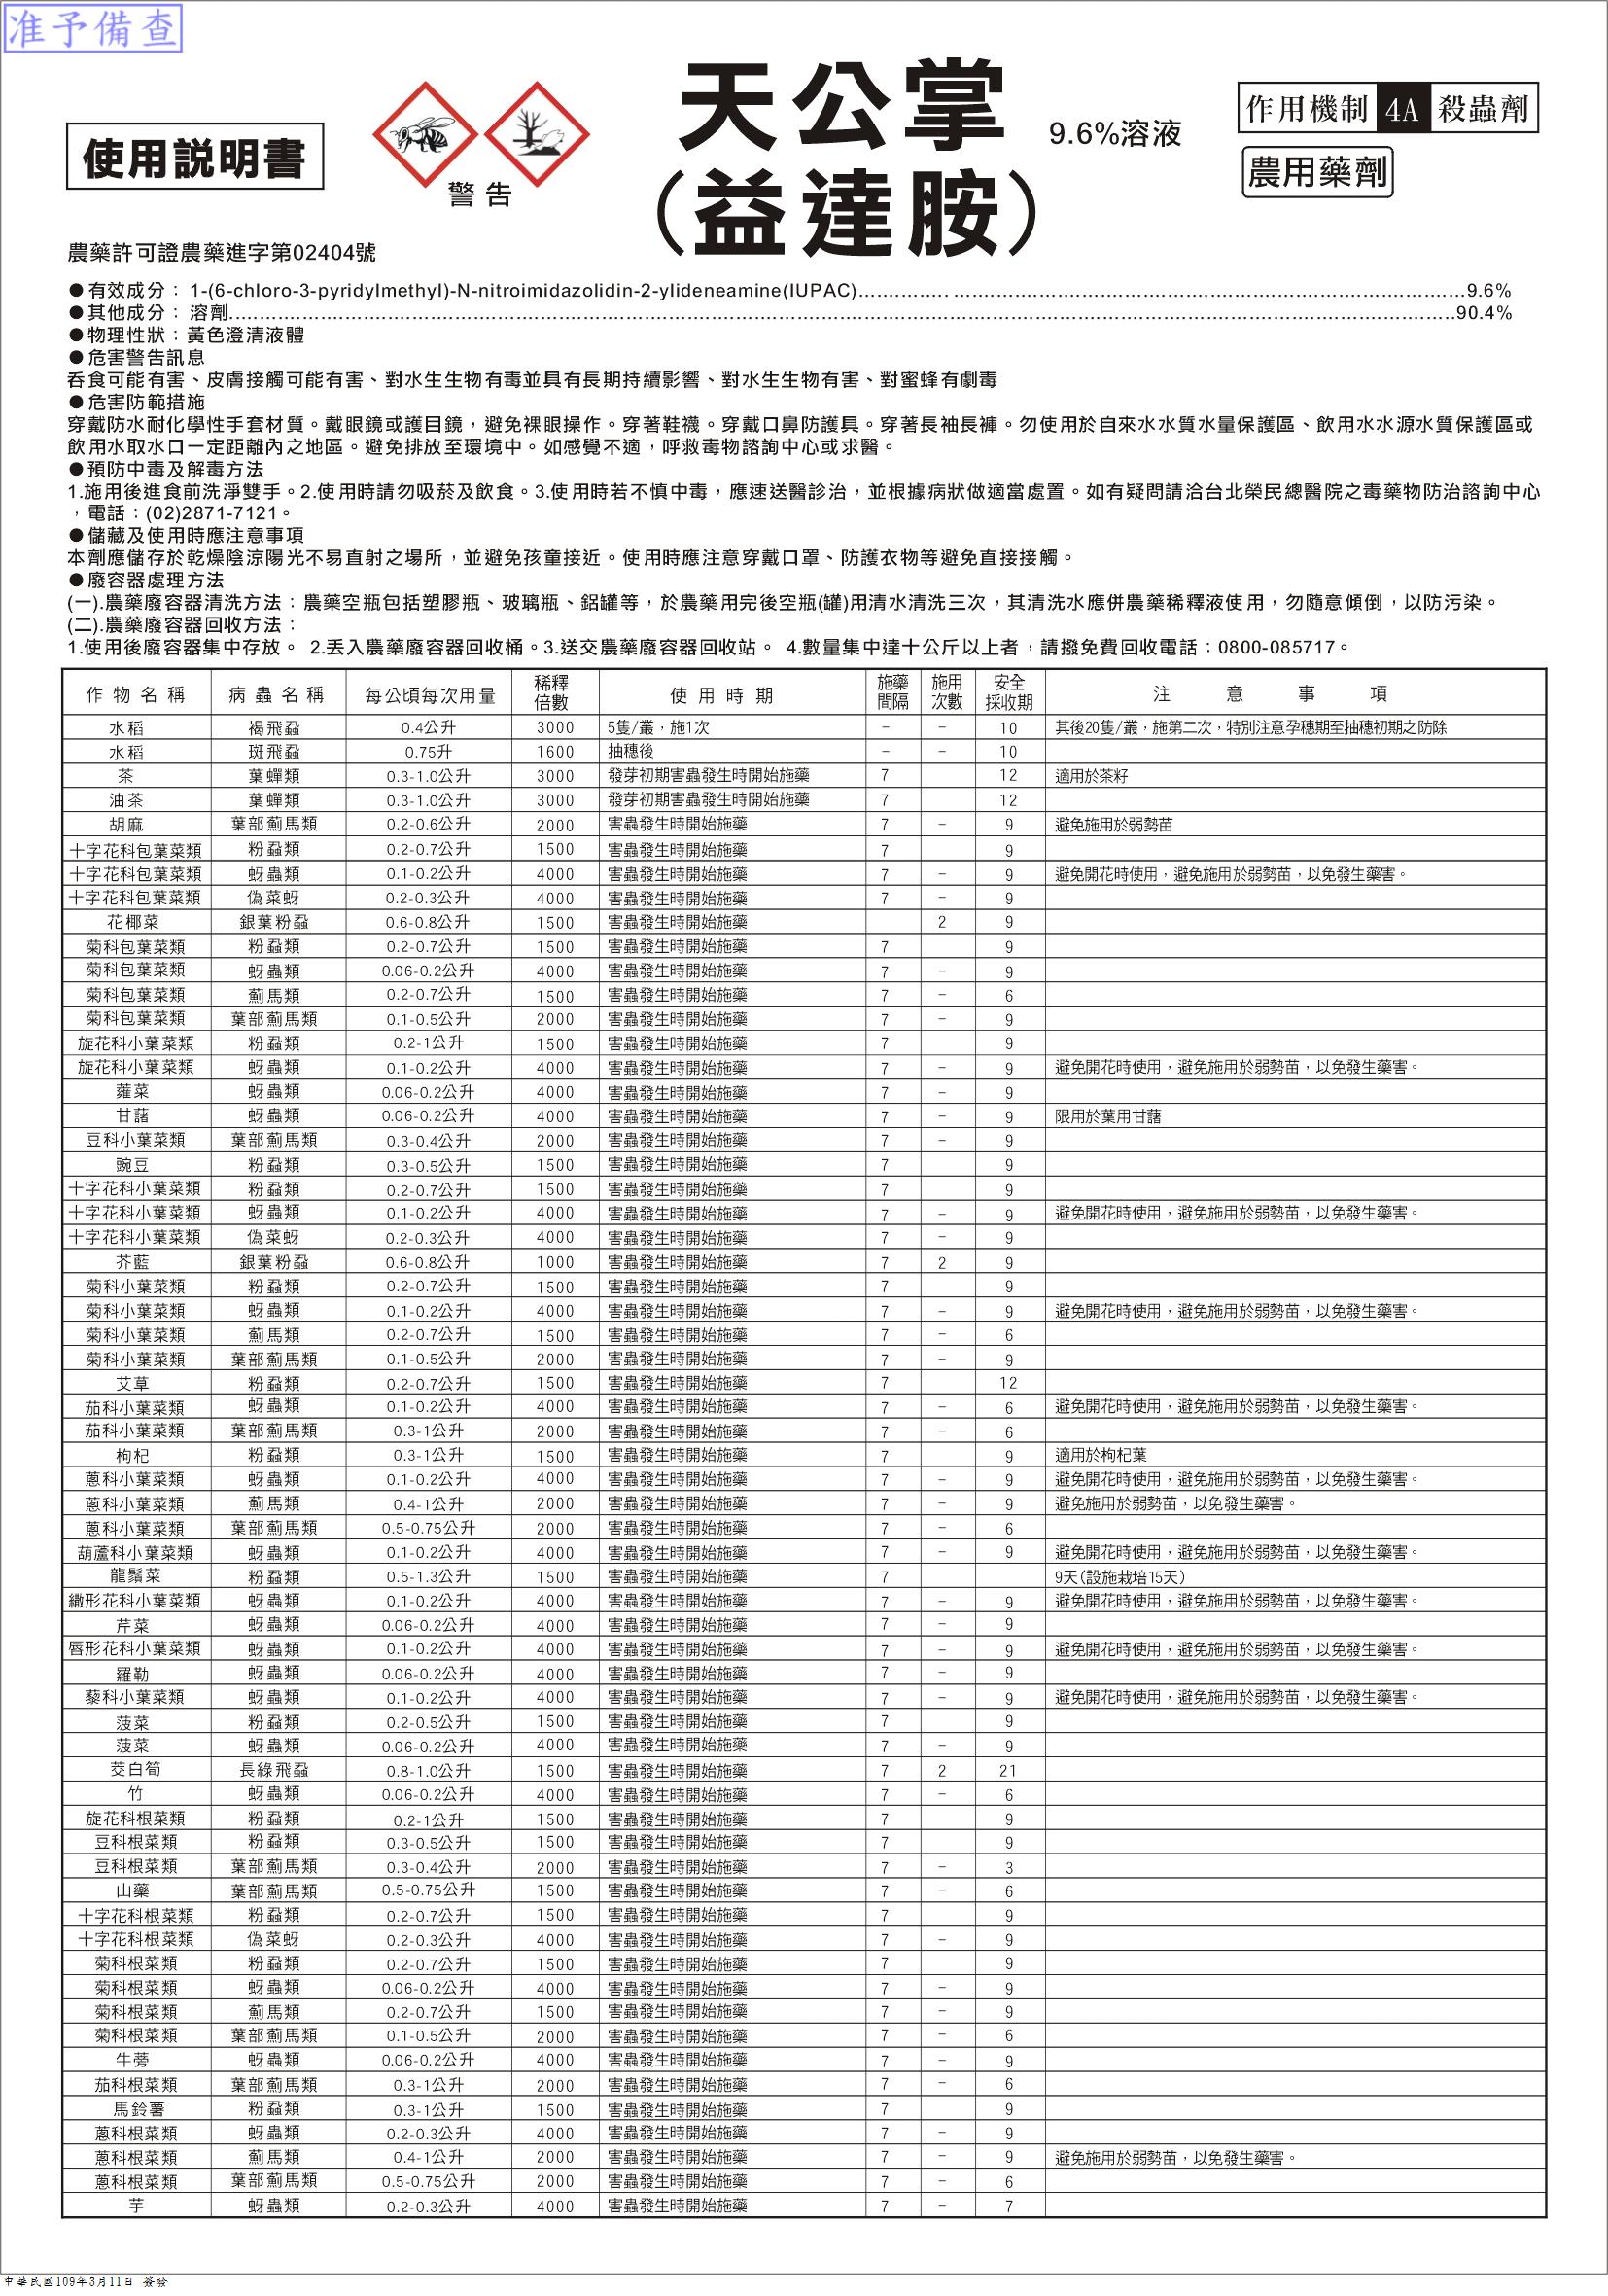 准予備查
使用説明書
警告
天公掌
(益達胺)
9.6%溶液
作用機制 4A 殺蟲劑
農用藥劑
農藥許可證農藥進字第02404號
●有效成分：1-(6-chloro-3-pyridylmethyl)-N-nitroimidazolidin-2-ylideneamine(IUPAC)...............................................9.6%
●其他成分：溶劑...............................................90.4%
●物理性狀：黃色澄清液體
●危害警告訊息
吞食可能有害、皮膚接觸可能有害、對水生生物有毒並具有長期持續影響、對水生生物有害、對蜜蜂有劇毒
●危害防範措施
穿戴防水耐化學性手套材質。戴眼鏡或護目鏡，避免裸眼操作。穿著鞋襪。穿戴口鼻防護具。穿著長袖長褲。勿使用於自來水水質水量保護區、飲用水水源水質保護區或
飲用水取水口一定距離內之地區。避免排放至環境中。如感覺不適，呼救毒物諮詢中心或求醫。
●預防中毒及解毒方法
1.施用後進食前洗淨雙手。2.使用時請勿吸菸及飲食。3.使用時若不慎中毒，應速送醫診治，並根據病狀做適當處置。如有疑問請洽台北榮民總醫院之毒藥物防治諮詢中心
，電話：(02)2871-7121。
●儲藏及使用時應注意事項
本劑應儲存於乾燥陰涼陽光不易直射之場所，並避免孩童接近。使用時應注意穿戴口罩、防護衣物等避免直接接觸。
●廢容器處理方法
(一).農藥廢容器清洗方法：農藥空瓶包括塑膠瓶、玻璃瓶、鋁罐等，於農藥用完後空瓶(罐)用清水清洗三次，其清洗水應併農藥稀釋液使用，勿隨意傾倒，以防污染。
(二).農藥廢容器回收方法：
1.使用後廢容器集中存放。 2.丟入農藥廢容器回收桶。3.送交農藥廢容器回收站。 4.數量集中達十公斤以上者，請撥免費回收電話：0800-085717。
作物名稱 病蟲名稱 每公頃每次用量 稀釋倍數 使用時期 施藥間隔 施用次數 安全採收期 注意事項
水稻 褐飛蝨 0.4公升 3000 5隻/叢，施1次 - - 10 其後20隻/叢，施第二次，特別注意孕穗期至抽穗初期之防除
水稻 斑飛蝨 0.75升 1600 抽穗後 - - 10
茶 葉蟬類 0.3-1.0公升 3000 發芽初期害蟲發生時開始施藥 7 12 適用於茶籽
油茶 葉蟬類 0.3-1.0公升 3000 發芽初期害蟲發生時開始施藥 7 12
胡麻 葉部薊馬類 0.2-0.6公升 2000 害蟲發生時開始施藥 7 - 9 避免施用於弱勢苗
十字花科包葉菜類 粉蝨類 0.2-0.7公升 1500 害蟲發生時開始施藥 7 9
十字花科包葉菜類 蚜蟲類 0.1-0.2公升 4000 害蟲發生時開始施藥 7 - 9 避免開花時使用，避免施用於弱勢苗，以免發生藥害。
十字花科包葉菜類 偽菜蚜 0.2-0.3公升 4000 害蟲發生時開始施藥 7 - 9
花椰菜 銀葉粉蝨 0.6-0.8公升 1500 害蟲發生時開始施藥 2 9
菊科包葉菜類 粉蝨類 0.2-0.7公升 1500 害蟲發生時開始施藥 7 9
菊科包葉菜類 蚜蟲類 0.06-0.2公升 4000 害蟲發生時開始施藥 7 - 9
菊科包葉菜類 薊馬類 0.2-0.7公升 1500 害蟲發生時開始施藥 7 - 6
菊科包葉菜類 葉部薊馬類 0.1-0.5公升 2000 害蟲發生時開始施藥 7 - 9
旋花科小葉菜類 粉蝨類 0.2-1公升 1500 害蟲發生時開始施藥 7 9
旋花科小葉菜類 蚜蟲類 0.1-0.2公升 4000 害蟲發生時開始施藥 7 - 9 避免開花時使用，避免施用於弱勢苗，以免發生藥害。
蕹菜 蚜蟲類 0.06-0.2公升 4000 害蟲發生時開始施藥 7 - 9
甘藷 蚜蟲類 0.06-0.2公升 4000 害蟲發生時開始施藥 7 - 9 限用於葉用甘藷
豆科小葉菜類 葉部薊馬類 0.3-0.4公升 2000 害蟲發生時開始施藥 7 - 9
豌豆 粉蝨類 0.3-0.5公升 1500 害蟲發生時開始施藥 7 9
十字花科小葉菜類 粉蝨類 0.2-0.7公升 1500 害蟲發生時開始施藥 7 9
十字花科小葉菜類 蚜蟲類 0.1-0.2公升 4000 害蟲發生時開始施藥 7 - 9 避免開花時使用，避免施用於弱勢苗，以免發生藥害。
十字花科小葉菜類 偽菜蚜 0.2-0.3公升 4000 害蟲發生時開始施藥 7 - 9
芥藍 銀葉粉蝨 0.6-0.8公升 1000 害蟲發生時開始施藥 7 2 9
菊科小葉菜類 粉蝨類 0.2-0.7公升 1500 害蟲發生時開始施藥 7 9
菊科小葉菜類 蚜蟲類 0.1-0.2公升 4000 害蟲發生時開始施藥 7 - 9 避免開花時使用，避免施用於弱勢苗，以免發生藥害。
菊科小葉菜類 薊馬類 0.2-0.7公升 1500 害蟲發生時開始施藥 7 - 6
菊科小葉菜類 葉部薊馬類 0.1-0.5公升 2000 害蟲發生時開始施藥 7 - 9
艾草 粉蝨類 0.2-0.7公升 1500 害蟲發生時開始施藥 7 12
茄科小葉菜類 蚜蟲類 0.1-0.2公升 4000 害蟲發生時開始施藥 7 - 6 避免開花時使用，避免施用於弱勢苗，以免發生藥害。
茄科小葉菜類 葉部薊馬類 0.3-1公升 2000 害蟲發生時開始施藥 7 - 6
枸杞 粉蝨類 0.3-1公升 1500 害蟲發生時開始施藥 7 9 適用於枸杞葉
蔥科小葉菜類 蚜蟲類 0.1-0.2公升 4000 害蟲發生時開始施藥 7 - 9 避免開花時使用，避免施用於弱勢苗，以免發生藥害。
蔥科小葉菜類 薊馬類 0.4-1公升 2000 害蟲發生時開始施藥 7 - 9 避免施用於弱勢苗，以免發生藥害。
蔥科小葉菜類 葉部薊馬類 0.5-0.75公升 2000 害蟲發生時開始施藥 7 - 6
葫蘆科小葉菜類 蚜蟲類 0.1-0.2公升 4000 害蟲發生時開始施藥 7 - 9 避免開花時使用，避免施用於弱勢苗，以免發生藥害。
龍鬚菜 粉蝨類 0.5-1.3公升 1500 害蟲發生時開始施藥 7 9天(設施栽培15天)
繖形花科小葉菜類 蚜蟲類 0.1-0.2公升 4000 害蟲發生時開始施藥 7 - 9 避免開花時使用，避免施用於弱勢苗，以免發生藥害。
芹菜 蚜蟲類 0.06-0.2公升 4000 害蟲發生時開始施藥 7 - 9
唇形花科小葉菜類 蚜蟲類 0.1-0.2公升 4000 害蟲發生時開始施藥 7 - 9 避免開花時使用，避免施用於弱勢苗，以免發生藥害。
羅勒 蚜蟲類 0.06-0.2公升 4000 害蟲發生時開始施藥 7 - 9
藜科小葉菜類 蚜蟲類 0.1-0.2公升 4000 害蟲發生時開始施藥 7 - 9 避免開花時使用，避免施用於弱勢苗，以免發生藥害。
菠菜 粉蝨類 0.2-0.5公升 1500 害蟲發生時開始施藥 7 9
菠菜 蚜蟲類 0.06-0.2公升 4000 害蟲發生時開始施藥 7 - 9
茭白筍 長綠飛蝨 0.8-1.0公升 1500 害蟲發生時開始施藥 7 2 21
竹 蚜蟲類 0.06-0.2公升 4000 害蟲發生時開始施藥 7 - 6
旋花科根菜類 粉蝨類 0.2-1公升 1500 害蟲發生時開始施藥 7 9
豆科根菜類 粉蝨類 0.3-0.5公升 1500 害蟲發生時開始施藥 7 9
豆科根菜類 葉部薊馬類 0.3-0.4公升 2000 害蟲發生時開始施藥 7 - 3
山藥 葉部薊馬類 0.5-0.75公升 1500 害蟲發生時開始施藥 7 - 6
十字花科根菜類 粉蝨類 0.2-0.7公升 1500 害蟲發生時開始施藥 7 9
十字花科根菜類 偽菜蚜 0.2-0.3公升 4000 害蟲發生時開始施藥 7 - 9
菊科根菜類 粉蝨類 0.2-0.7公升 1500 害蟲發生時開始施藥 7 9
菊科根菜類 蚜蟲類 0.06-0.2公升 4000 害蟲發生時開始施藥 7 - 9
菊科根菜類 薊馬類 0.2-0.7公升 1500 害蟲發生時開始施藥 7 - 9
菊科根菜類 葉部薊馬類 0.1-0.5公升 2000 害蟲發生時開始施藥 7 - 6
牛蒡 蚜蟲類 0.06-0.2公升 4000 害蟲發生時開始施藥 7 - 9
茄科根菜類 葉部薊馬類 0.3-1公升 2000 害蟲發生時開始施藥 7 - 6
馬鈴薯 粉蝨類 0.3-1公升 1500 害蟲發生時開始施藥 7 9
蔥科根菜類 蚜蟲類 0.2-0.3公升 4000 害蟲發生時開始施藥 7 - 9
蔥科根菜類 薊馬類 0.4-1公升 2000 害蟲發生時開始施藥 7 - 9 避免施用於弱勢苗，以免發生藥害。
蔥科根菜類 葉部薊馬類 0.5-0.75公升 2000 害蟲發生時開始施藥 7 - 6
芋 蚜蟲類 0.2-0.3公升 4000 害蟲發生時開始施藥 7 - 7
中華民國109年3月11日 簽發